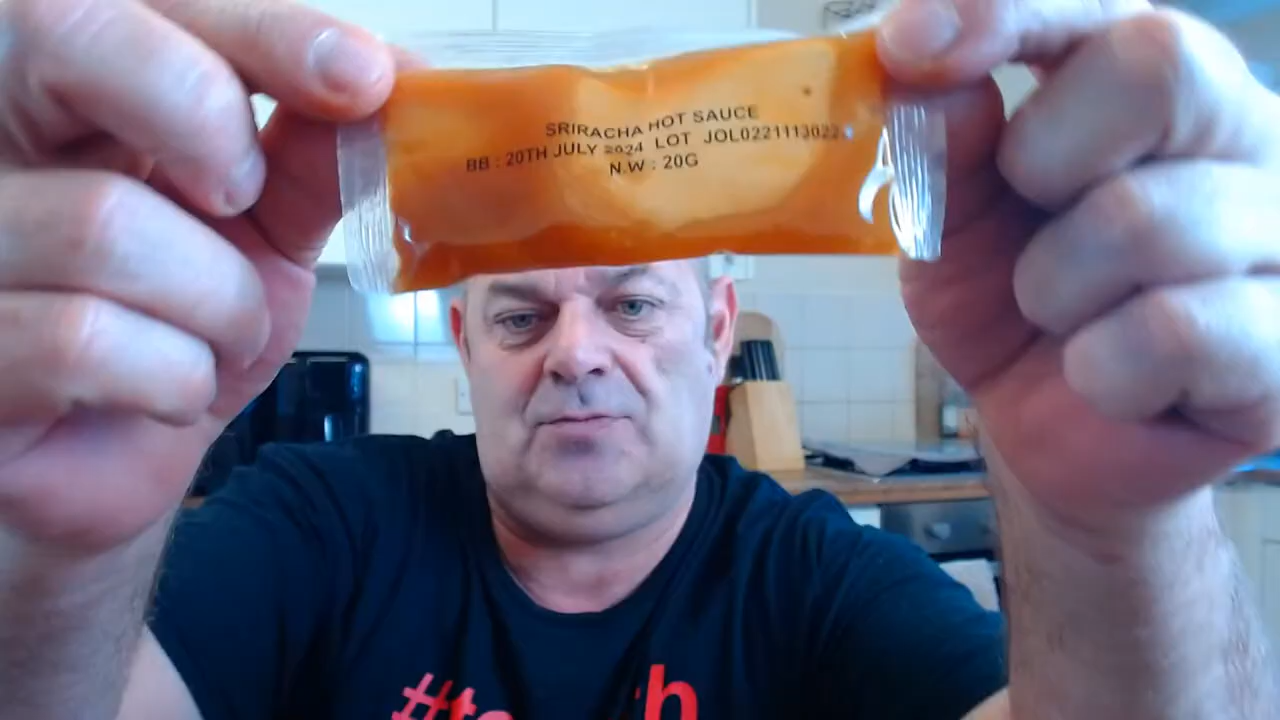 SRIRACHA HOT SAUCE
BB : 20TH JULY 2024 LOT JOL0221113022
N.W : 20G